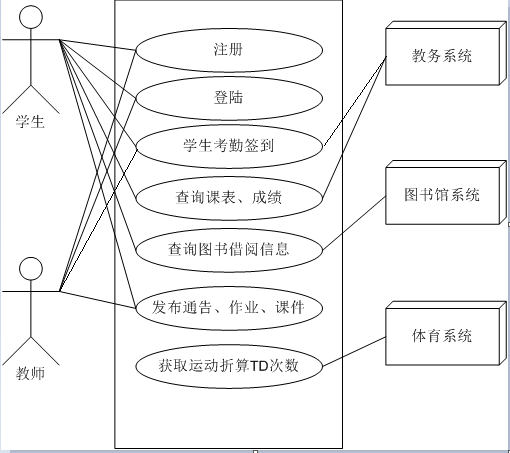 注册
教务系统
登陆
学生
学生考勤签到
查询课表、成绩
图书馆系统
查询图书借阅信息
发布通告、作业、课件
体育系统
教师
获取运动折算TD次数